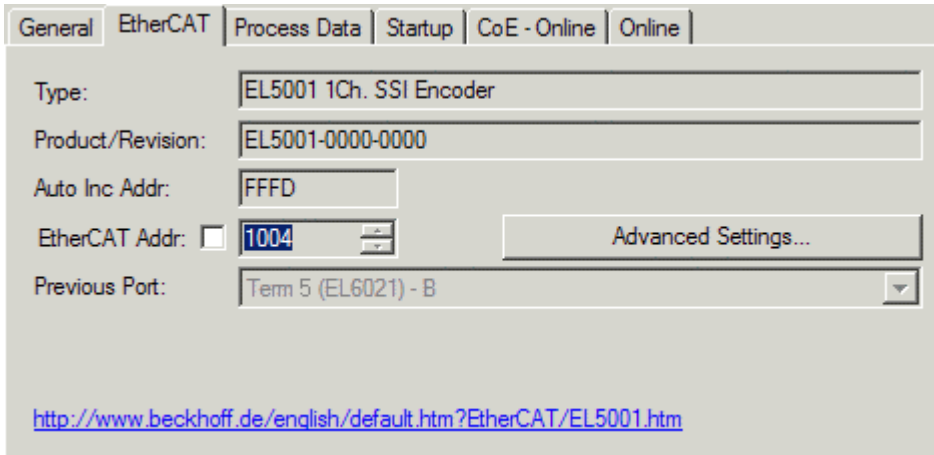 General EtherCAT Process Data Startup CoE - Online Online
Type: EL5001 1Ch. SSI Encoder
Product/Revision: EL5001-0000-0000
Auto Inc Addr: FFFD
EtherCAT Addr: 1004 Advanced Settings...
Previous Port: Term 5 (EL6021) - B
http://www.beckhoff.de/english/default.htm?EtherCAT/EL5001.htm